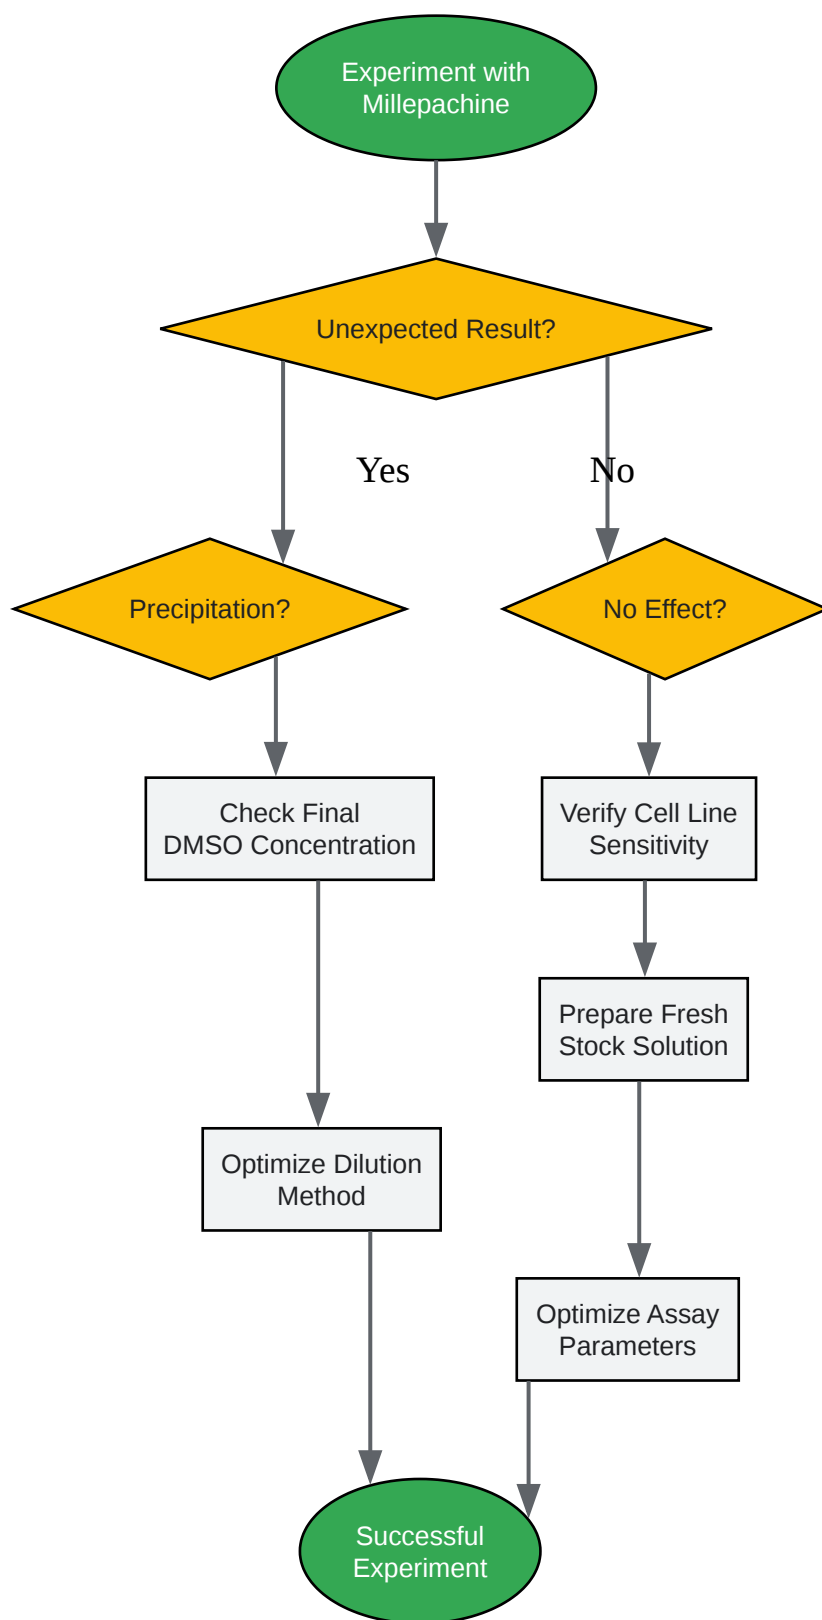 Experiment with
Millepachine
Unexpected Result?
Yes
No
Precipitation?
No Effect?
Check Final
DMSO Concentration
Verify Cell Line
Sensitivity
Prepare Fresh
Stock Solution
Optimize Dilution
Method
Optimize Assay
Parameters
Successful
Experiment